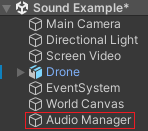 Sound Example*
Main Camera
Directional Light
Screen Video
Drone
EventSystem
World Canvas
Audio Manager